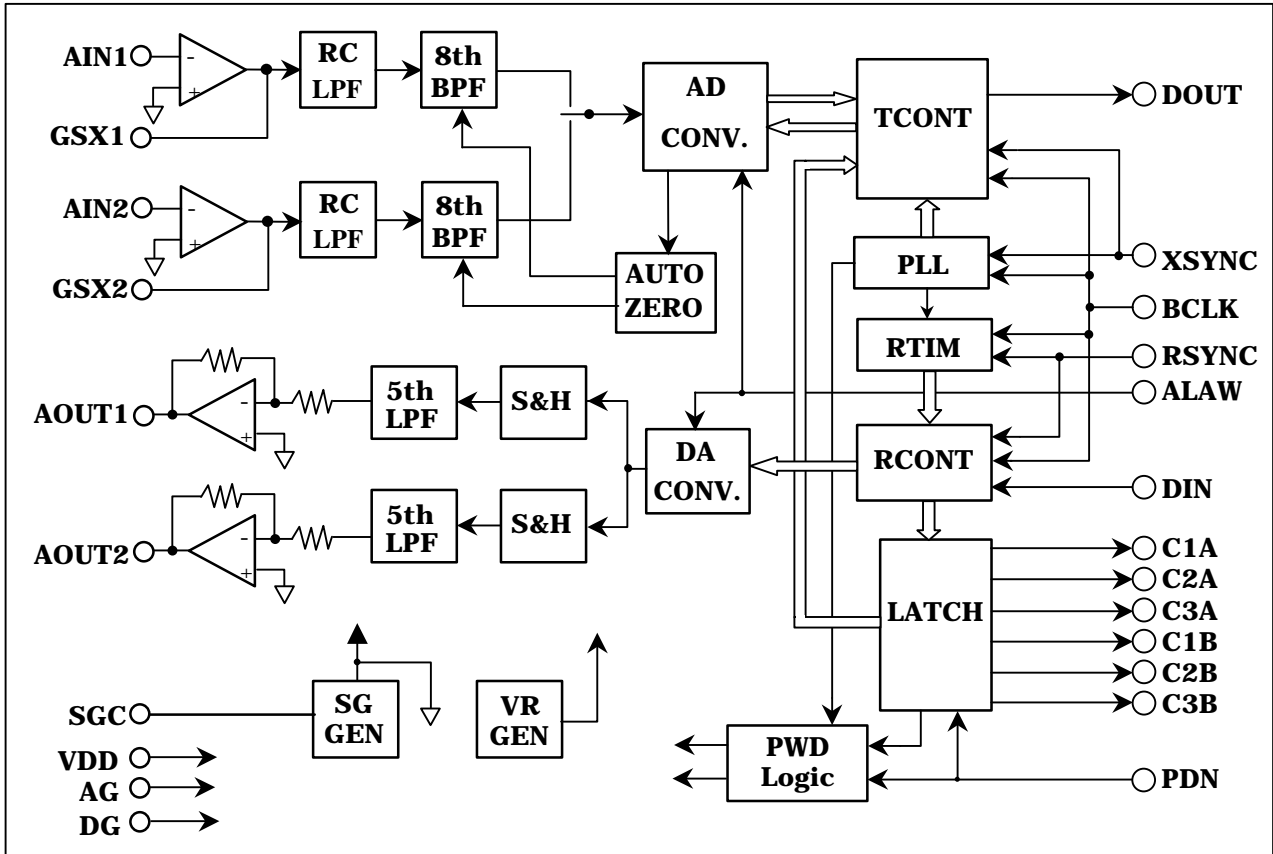 AIN1
GSX1
-
+
RC
LPF
8th
BPF
AD
CONV.
TCONT
DOUT
AIN2
GSX2
-
+
RC
LPF
8th
BPF
AUTO
ZERO
PLL
XSYNC
BCLK
RTIM
RSYNC
ALAW
AOUT1
-
+
5th
LPF
S&H
DA
CONV.
RCONT
DIN
AOUT2
-
+
5th
LPF
S&H
LATCH
C1A
C2A
C3A
C1B
C2B
C3B
SGC
SG
GEN
VR
GEN
PWD
Logic
PDN
VDD
AG
DG